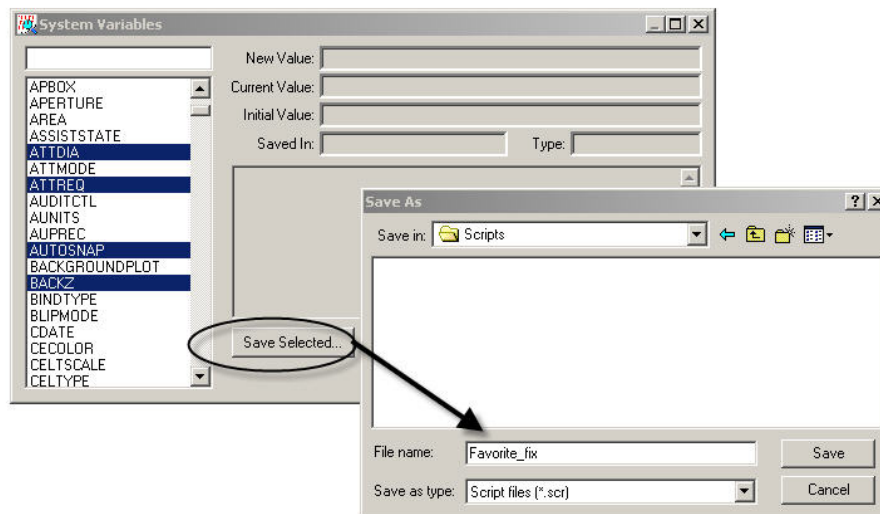 System Variables
New Value:
Current Value:
Initial Value:
Saved In:
Type:
APBOX
APERTURE
AREA
ASSISTSTATE
ATTDIA
ATTMODE
ATTREQ
AUDITCTL
AUNITS
AUPREC
AUTOSNAP
BACKGROUNDPLOT
BACKZ
BINDTYPE
BLIPMODE
CDATE
CECOLOR
CELTSCALE
CELTYPE
Save Selected...
Save As
Save in: Scripts
File name: Favorite_fix
Save
Save as type: Script files (*.scr)
Cancel